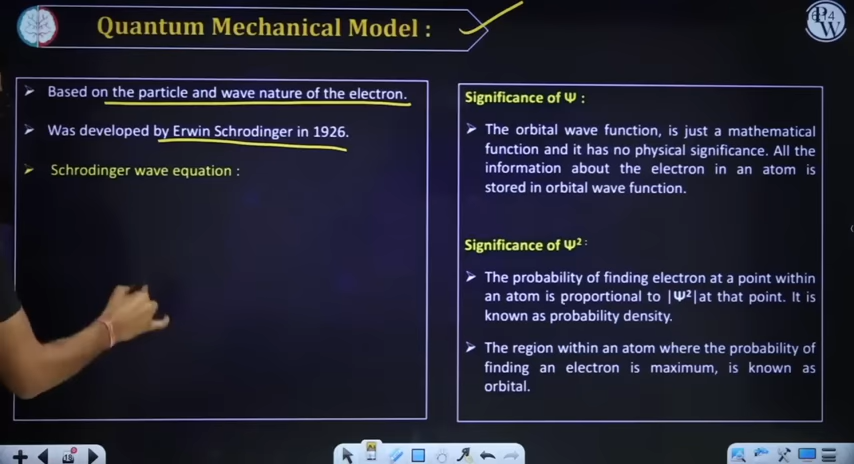 Quantum Mechanical Model :
Based on the particle and wave nature of the electron.
Was developed by Erwin Schrodinger in 1926.
Schrodinger wave equation :
Significance of Ψ :
The orbital wave function, is just a mathematical
function and it has no physical significance. All the
information about the electron in an atom is
stored in orbital wave function.
Significance of Ψ² :
The probability of finding electron at a point within
an atom is proportional to |Ψ²| at that point. It is
known as probability density.
The region within an atom where the probability of
finding an electron is maximum, is known as
orbital.